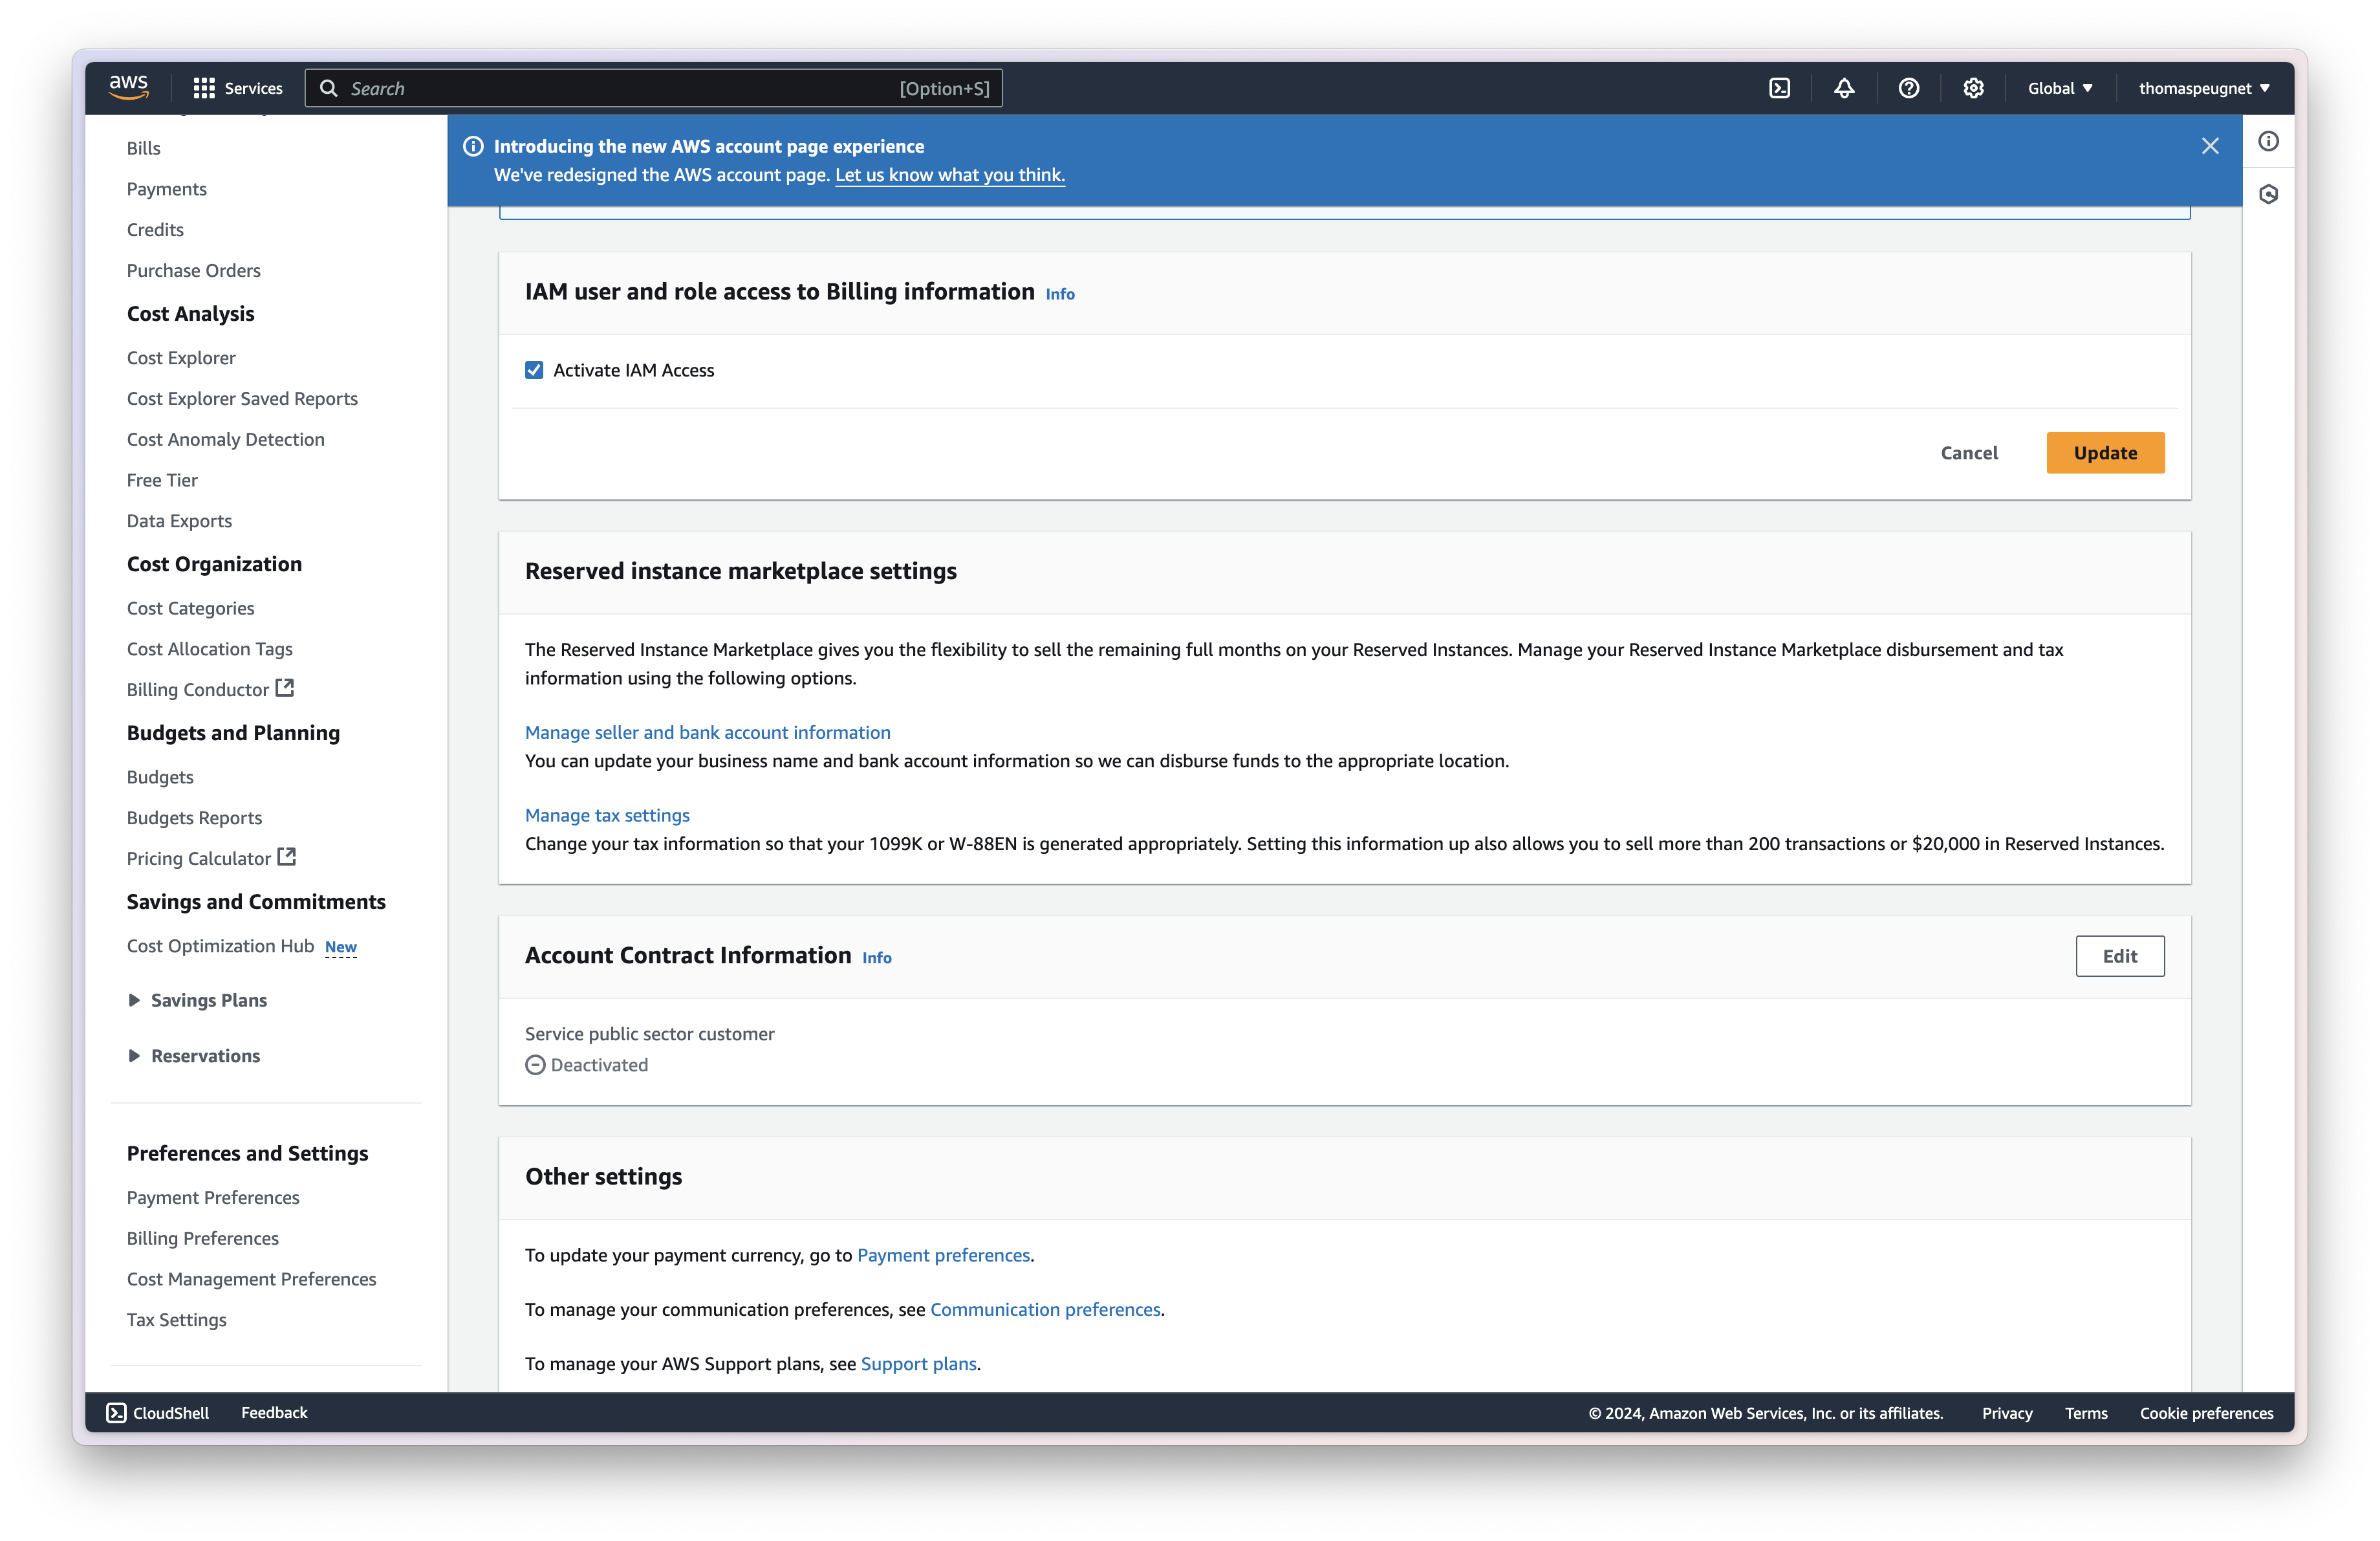 aws
Services
Search
[Option+S]
Global
thomaspeugnet
Bills
Payments
Credits
Purchase Orders
Cost Analysis
Cost Explorer
Cost Explorer Saved Reports
Cost Anomaly Detection
Free Tier
Data Exports
Cost Organization
Cost Categories
Cost Allocation Tags
Billing Conductor
Budgets and Planning
Budgets
Budgets Reports
Pricing Calculator
Savings and Commitments
Cost Optimization Hub New
Savings Plans
Reservations
Preferences and Settings
Payment Preferences
Billing Preferences
Cost Management Preferences
Tax Settings
Introducing the new AWS account page experience
We've redesigned the AWS account page. Let us know what you think.
IAM user and role access to Billing information Info
Activate IAM Access
Cancel
Update
Reserved instance marketplace settings
The Reserved Instance Marketplace gives you the flexibility to sell the remaining full months on your Reserved Instances. Manage your Reserved Instance Marketplace disbursement and tax
information using the following options.
Manage seller and bank account information
You can update your business name and bank account information so we can disburse funds to the appropriate location.
Manage tax settings
Change your tax information so that your 1099K or W-88EN is generated appropriately. Setting this information up also allows you to sell more than 200 transactions or $20,000 in Reserved Instances.
Account Contract Information Info
Edit
Service public sector customer
Deactivated
Other settings
To update your payment currency, go to Payment preferences.
To manage your communication preferences, see Communication preferences.
To manage your AWS Support plans, see Support plans.
CloudShell
Feedback
© 2024, Amazon Web Services, Inc. or its affiliates.
Privacy
Terms
Cookie preferences